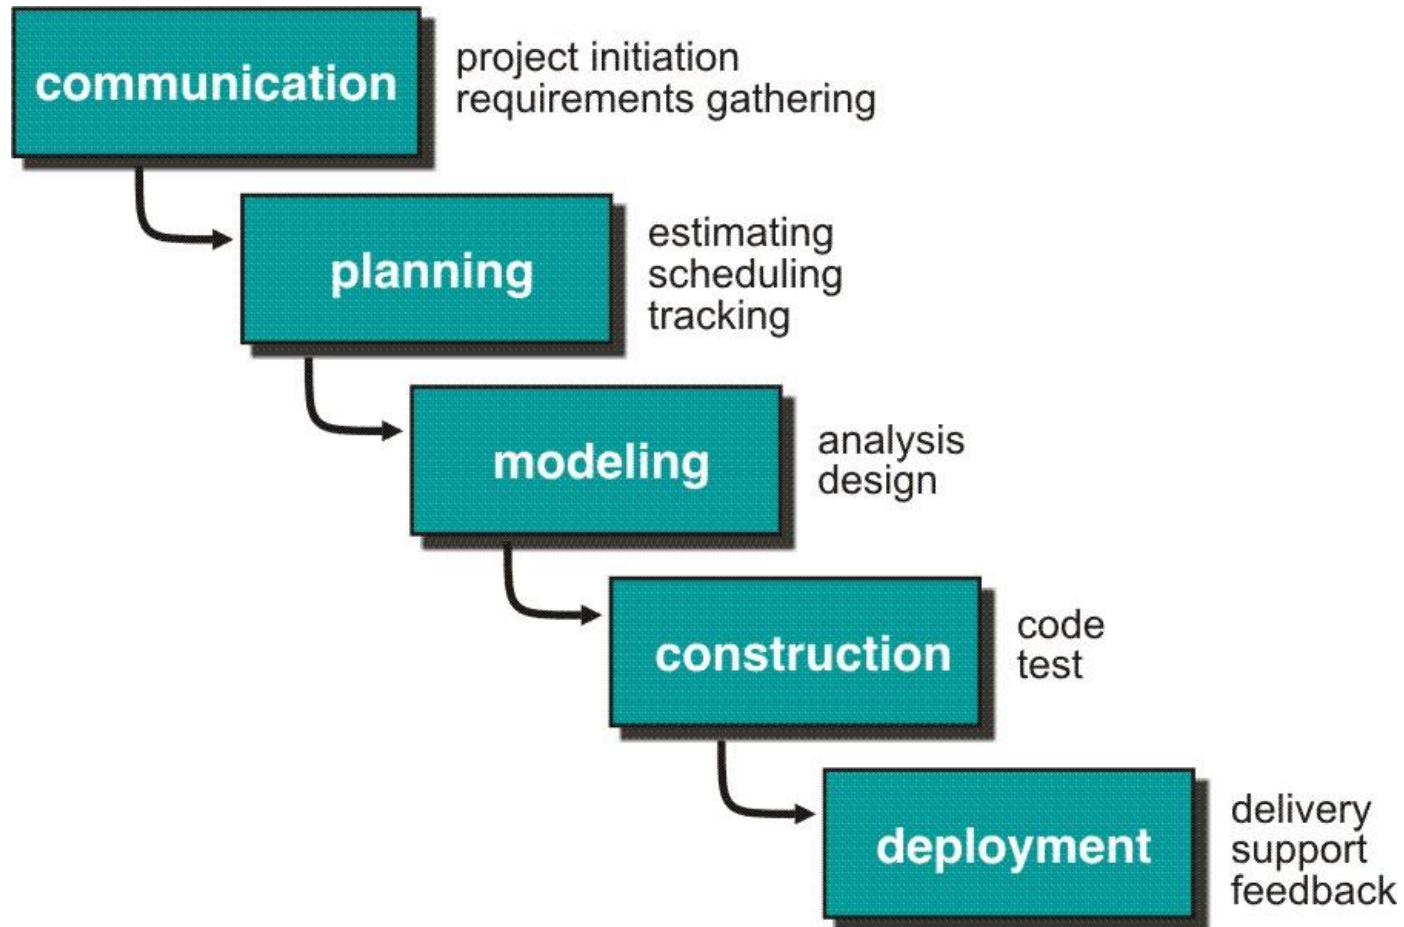 communication
project initiation
requirements gathering
planning
estimating
scheduling
tracking
modeling
analysis
design
construction
code
test
deployment
delivery
support
feedback